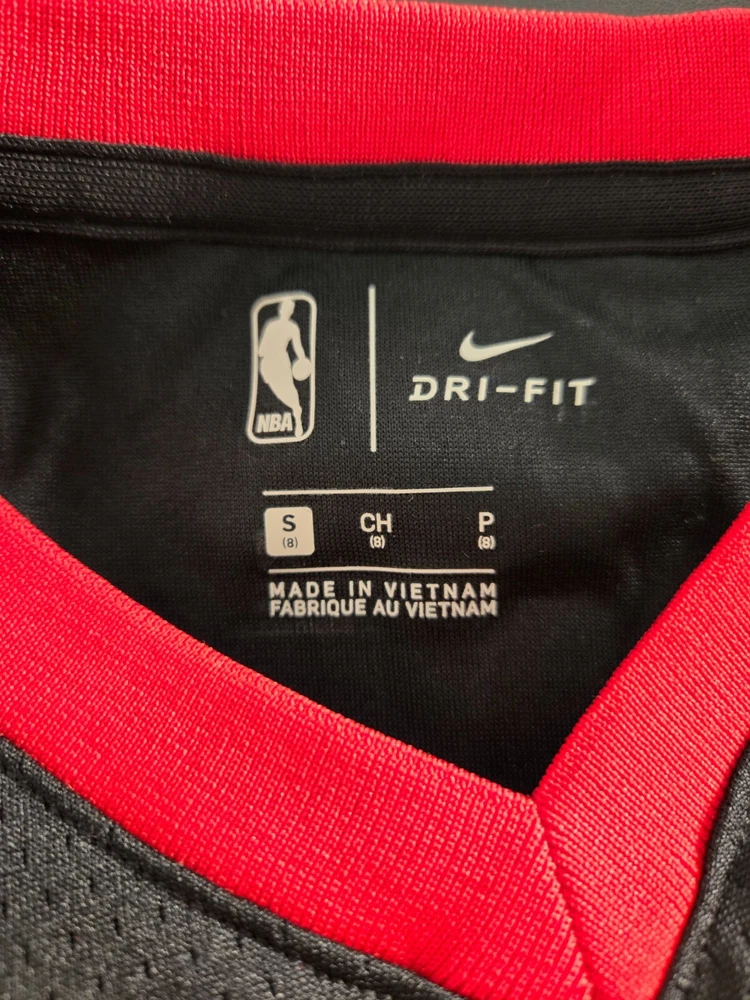 NBA
DRI-FIT
S CH P
(8) (8) (8)
MADE IN VIETNAM
FABRIQUE AU VIETNAM